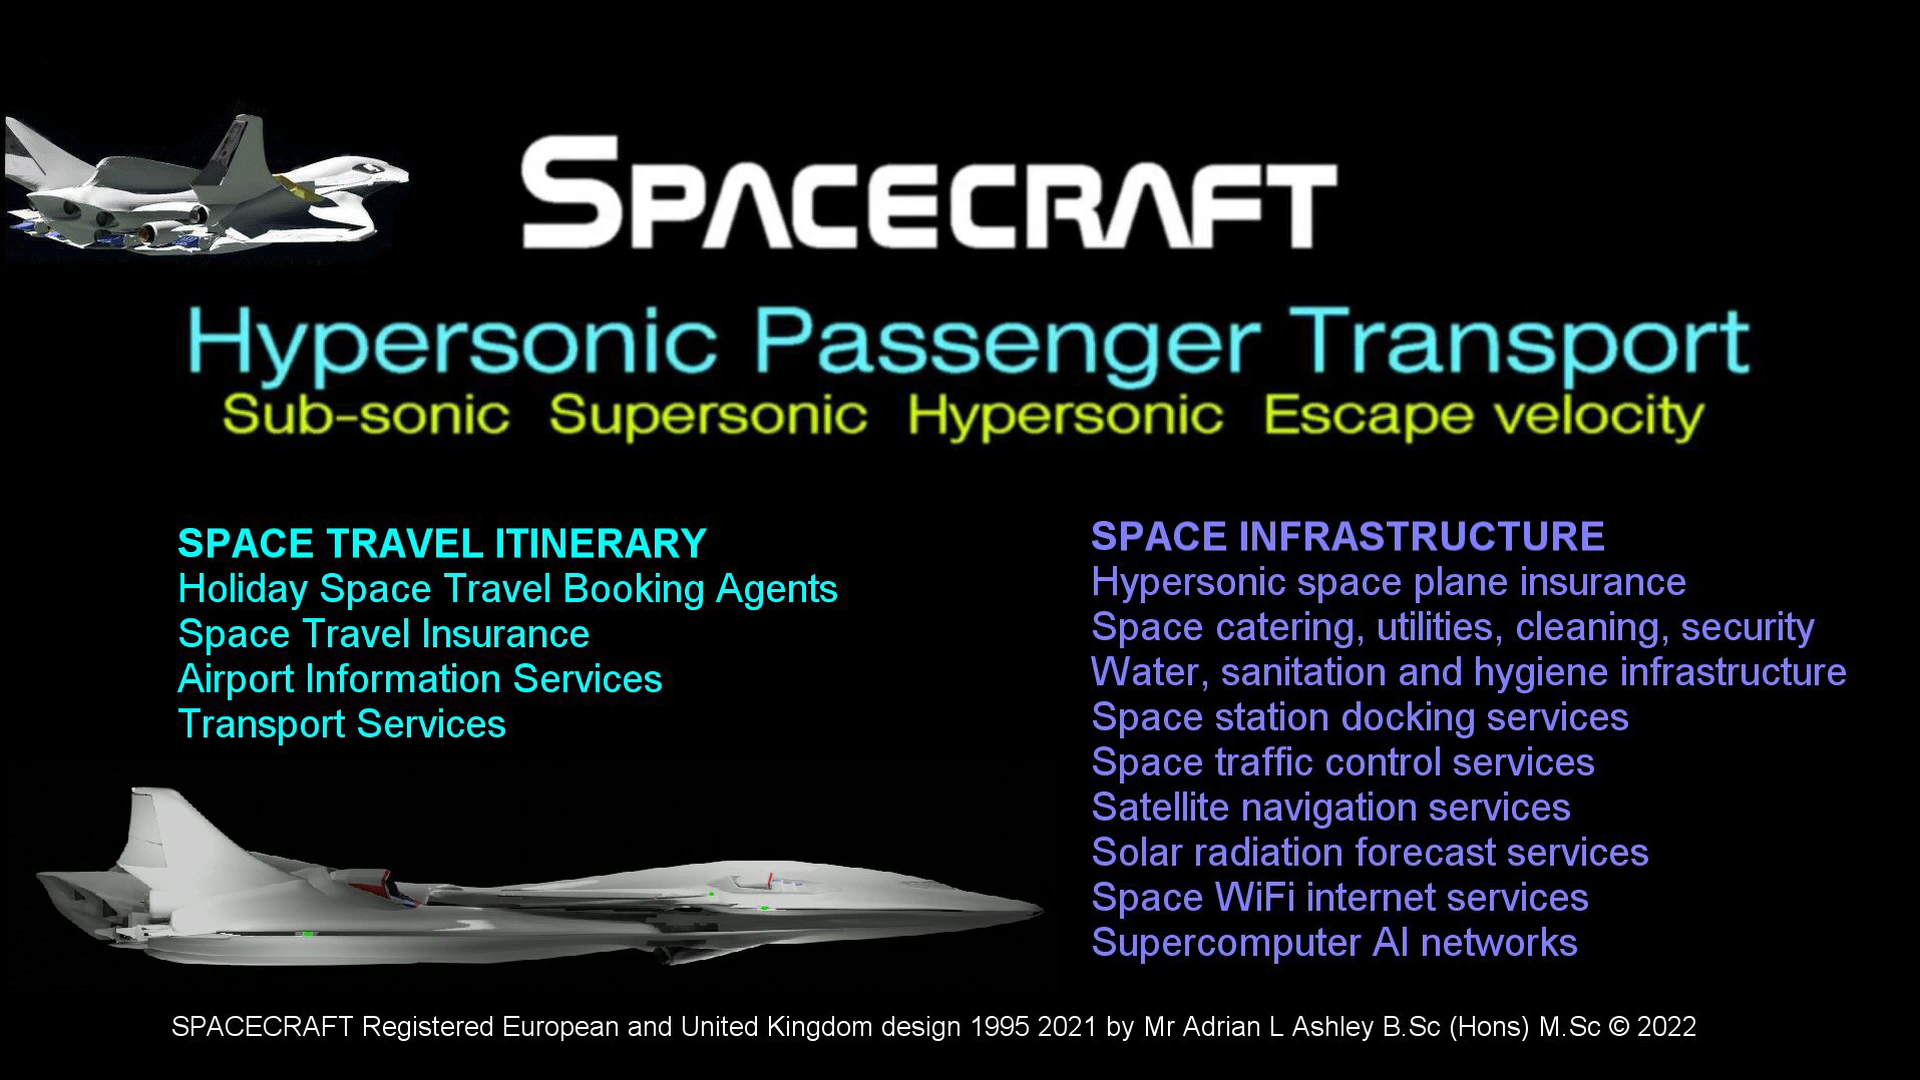 SPACECRAFT
Hypersonic Passenger Transport
Sub-sonic Supersonic Hypersonic Escape velocity
SPACE TRAVEL ITINERARY
Holiday Space Travel Booking Agents
Space Travel Insurance
Airport Information Services
Transport Services
SPACE INFRASTRUCTURE
Hypersonic space plane insurance
Space catering, utilities, cleaning, security
Water, sanitation and hygiene infrastructure
Space station docking services
Space traffic control services
Satellite navigation services
Solar radiation forecast services
Space WiFi internet services
Supercomputer AI networks
SPACECRAFT Registered European and United Kingdom design 1995 2021 by Mr Adrian L Ashley B.Sc (Hons) M.Sc © 2022